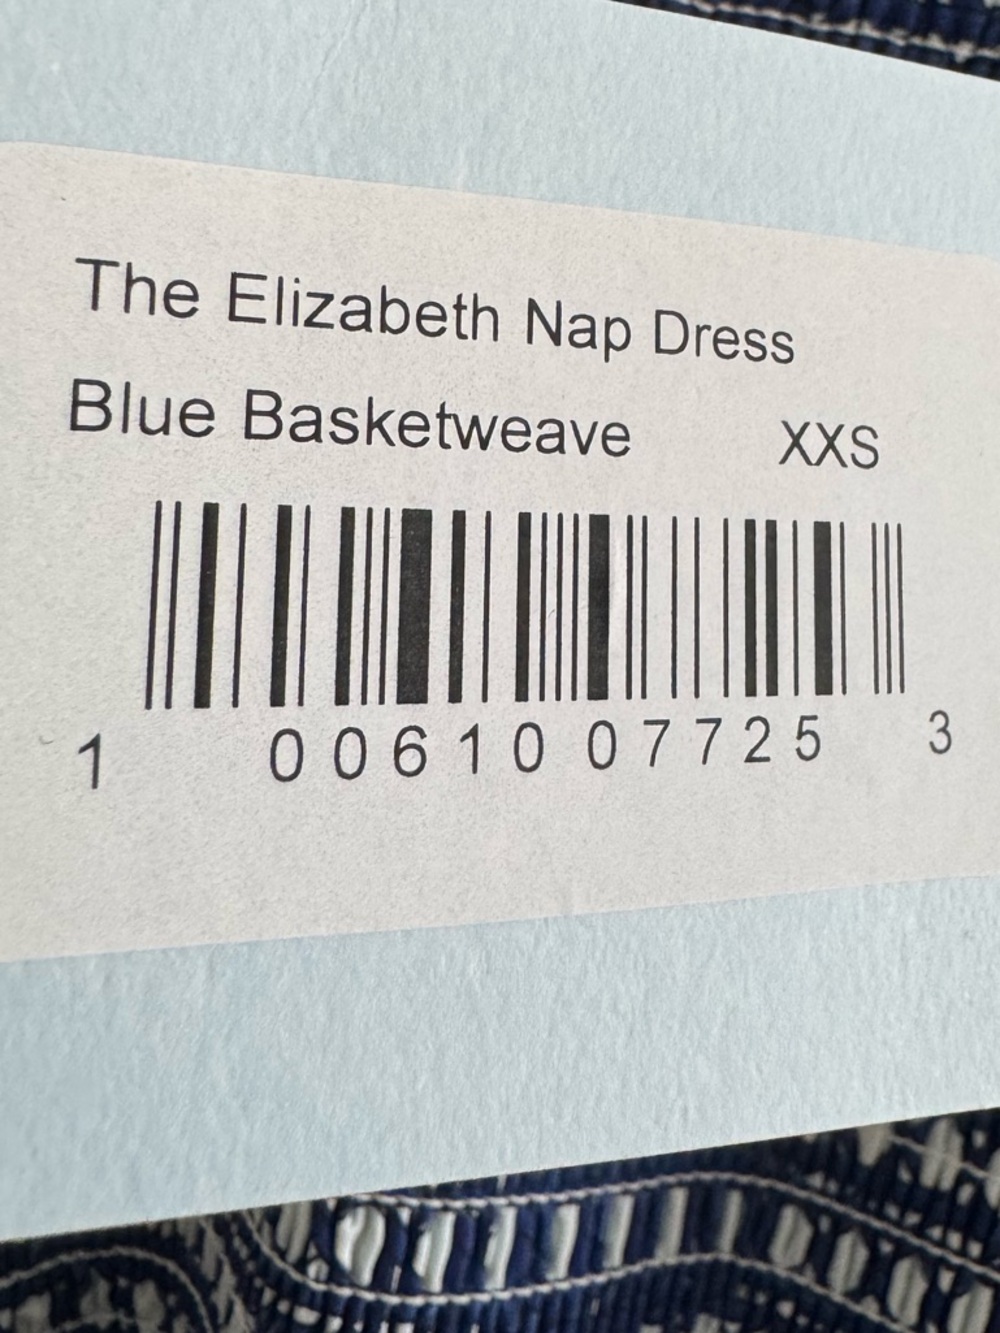 The Elizabeth Nap Dress
Blue Basketweave XXS
1 00610 07725 3